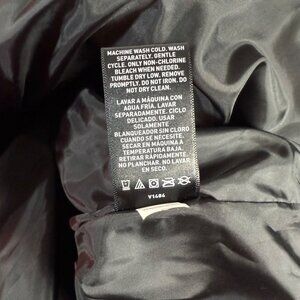 MACHINE WASH COLD. WASH
SEPARATELY. GENTLE
CYCLE. ONLY NON-CHLORINE
BLEACH WHEN NEEDED.
TUMBLE DRY LOW. REMOVE
PROMPTLY. DO NOT IRON. DO
NOT DRY CLEAN.
LAVAR A MÁQUINA CON
AGUA FRÍA. LAVAR
SEPARADAMENTE. CICLO
DELICADO. USAR
SOLAMENTE
BLANQUEADOR SIN CLORO
CUANDO SE NECESITE.
SECAR EN MÁQUINA A
TEMPERATURA BAJA.
RETIRAR RAPIDAMENTE.
NO PLANCHAR. NO LAVAR
EN SECO.
V1484